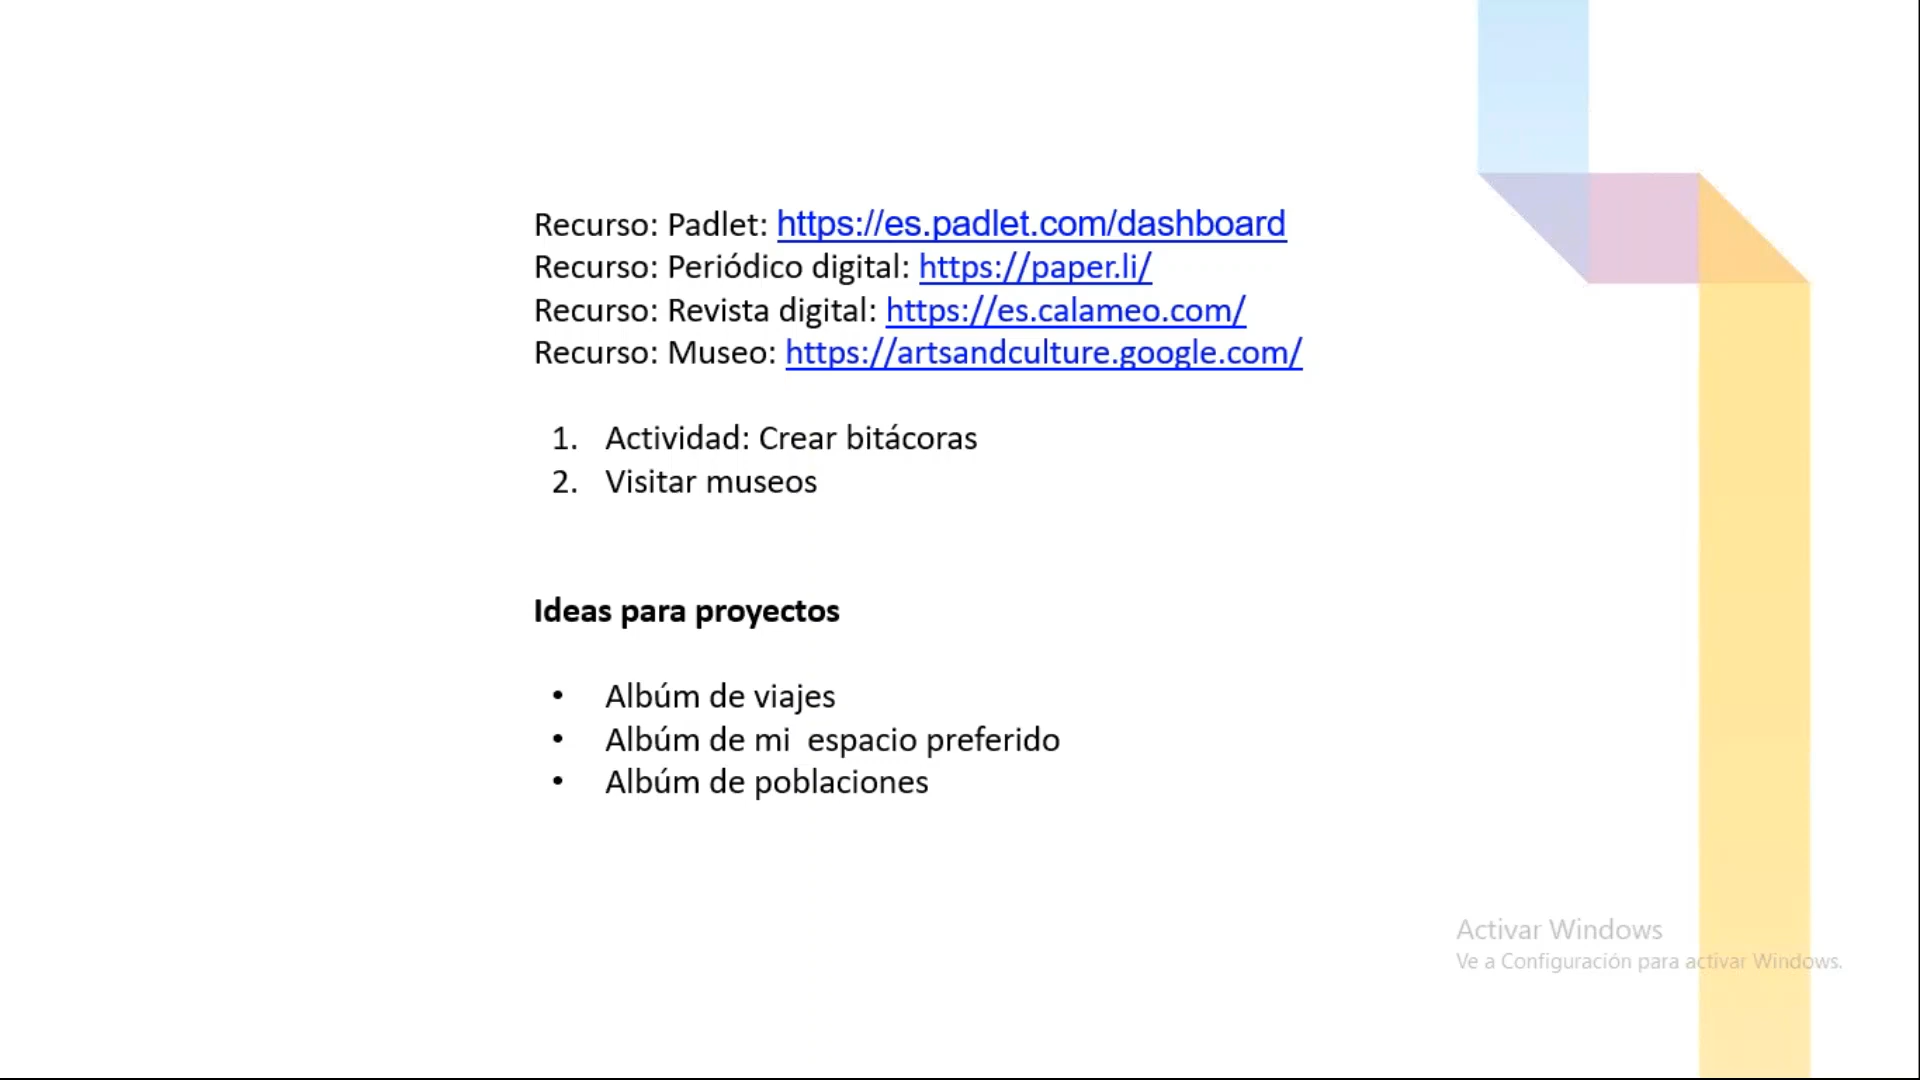 Recurso: Padlet: https://es.padlet.com/dashboard
Recurso: Periódico digital: https://paper.li/
Recurso: Revista digital: https://es.calameo.com/
Recurso: Museo: https://artsandculture.google.com/
1. Actividad: Crear bitácoras
2. Visitar museos
Ideas para proyectos
• Albúm de viajes
• Albúm de mi  espacio preferido
• Albúm de poblaciones
Activar Windows
Ve a Configuración para activar Windows.